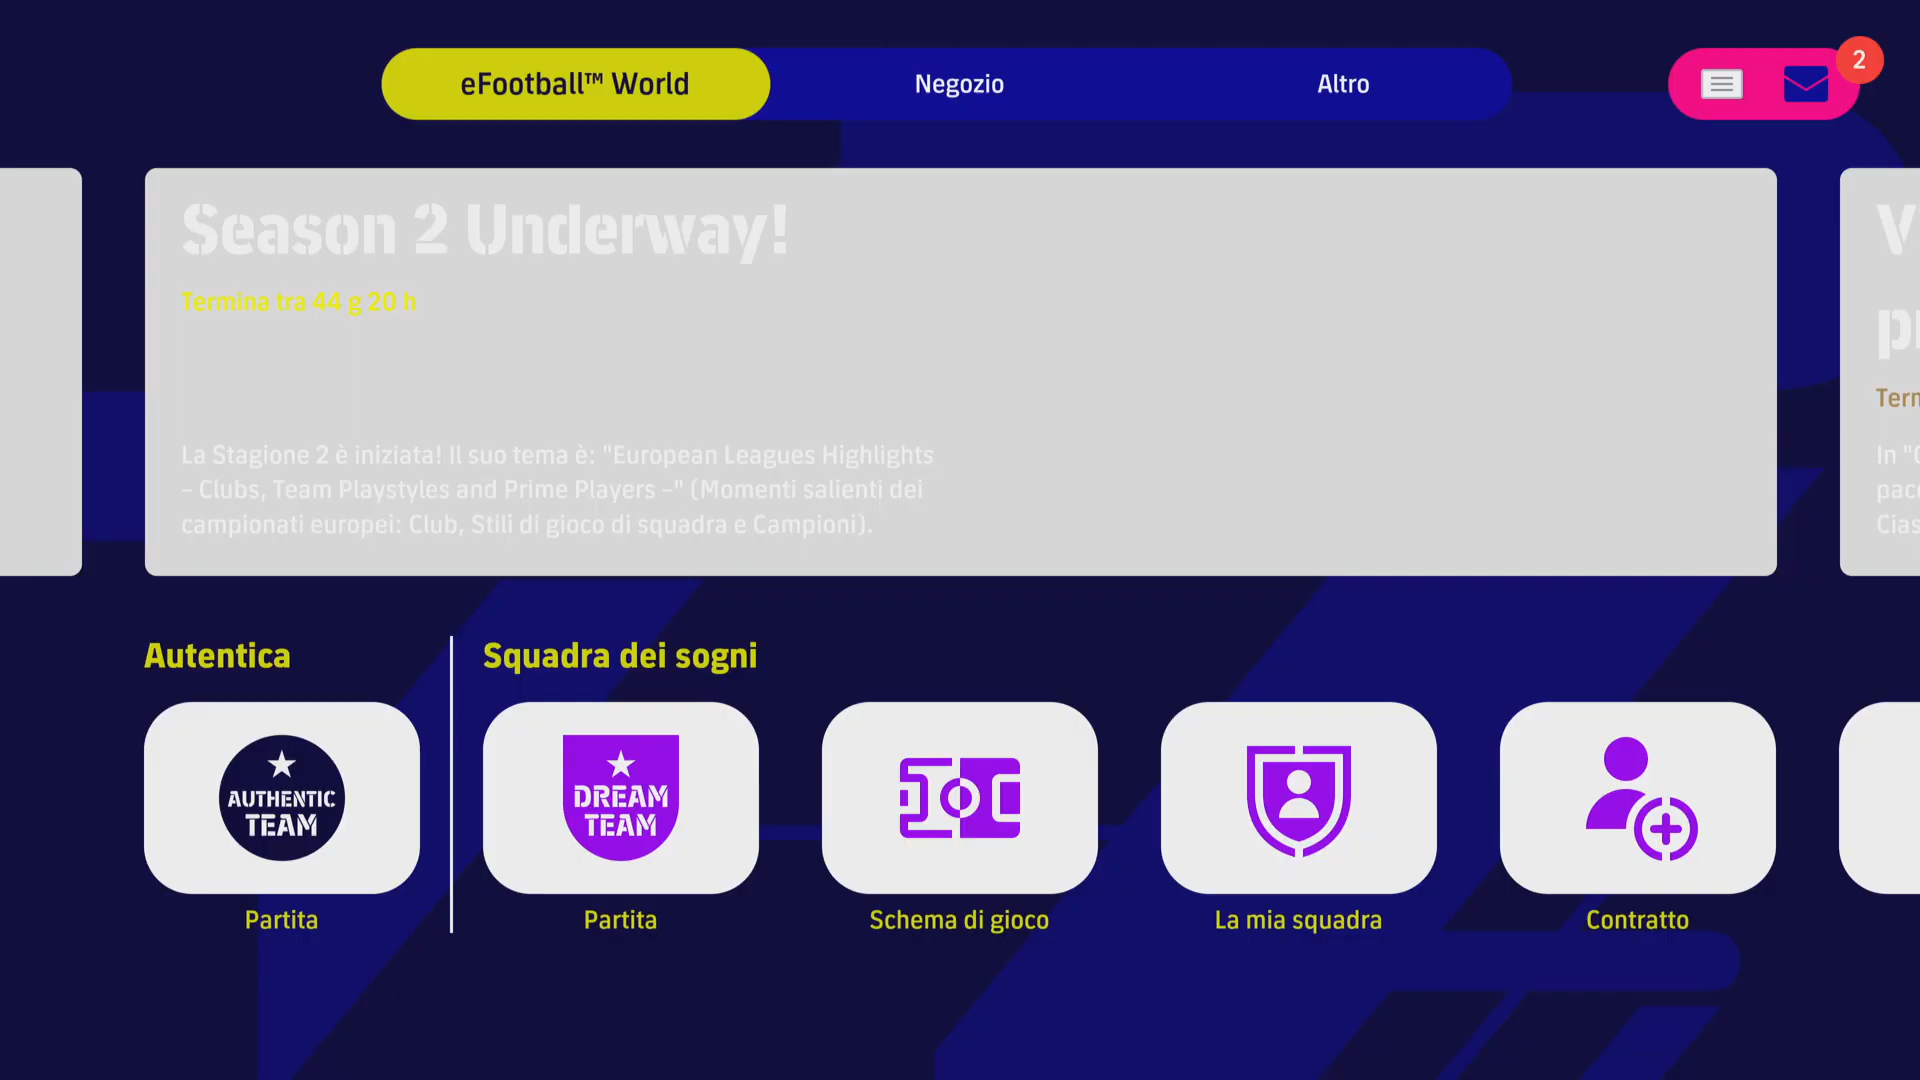 eFootball™ World
Negozio
Altro
2
Season 2 Underway!
Termina tra 44 g 20 h
La Stagione 2 è iniziata! Il suo tema è: "European Leagues Highlights
– Clubs, Team Playstyles and Prime Players –" (Momenti salienti dei
campionati europei: Club, Stili di gioco di squadra e Campioni).
Autentica
Squadra dei sogni
AUTHENTIC
TEAM
DREAM
TEAM
Partita
Partita
Schema di gioco
La mia squadra
Contratto